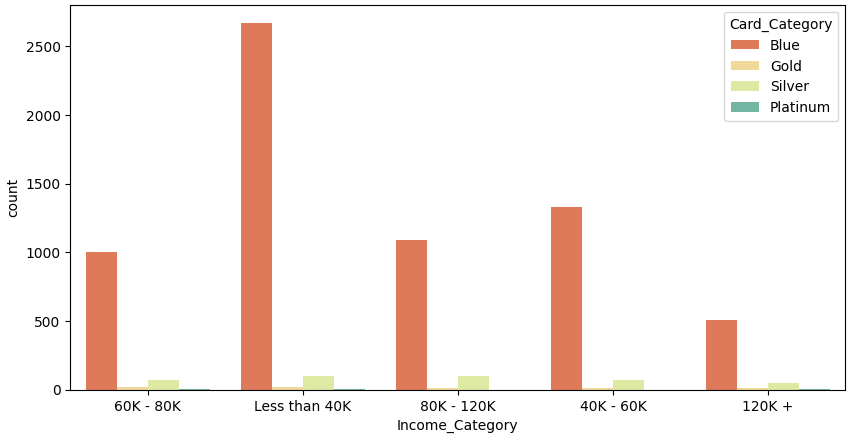 Card_Category
Blue
Gold
Silver
Platinum
2500
2000
1500
1000
500
0
count
60K - 80K
Less than 40K
80K - 120K
40K - 60K
120K +
Income_Category